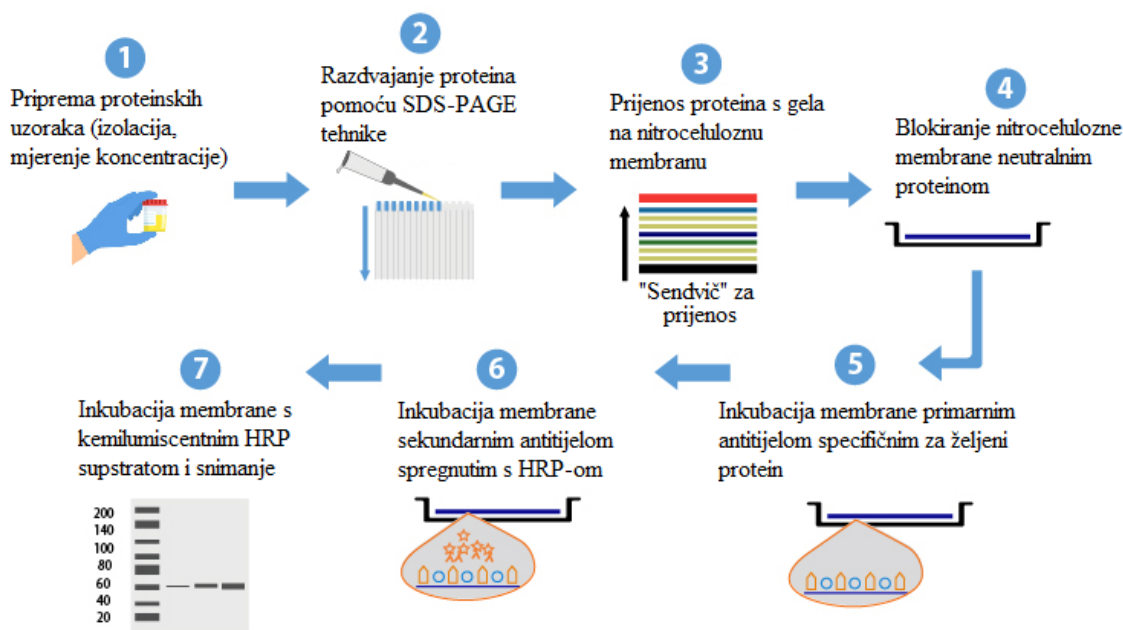 1
Priprema proteinskih
uzoraka (izolacija,
mjerenje koncentracije)
2
Razdvajanje proteina
pomoću SDS-PAGE
tehnike
3
Prijenos proteina s gela
na nitroceluloznu
membranu
"Sendvič" za
prijenos
4
Blokiranje nitrocelulozne
membrane neutralnim
proteinom
5
Inkubacija membrane primarnim
antitijelom specifičnim za željeni
protein
6
Inkubacija membrane
sekundarnim antitijelom
spregnutim s HRP-om
7
Inkubacija membrane s
kemilumiscentnim HRP
supstratom i snimanje
200
140
100
80
60
40
20